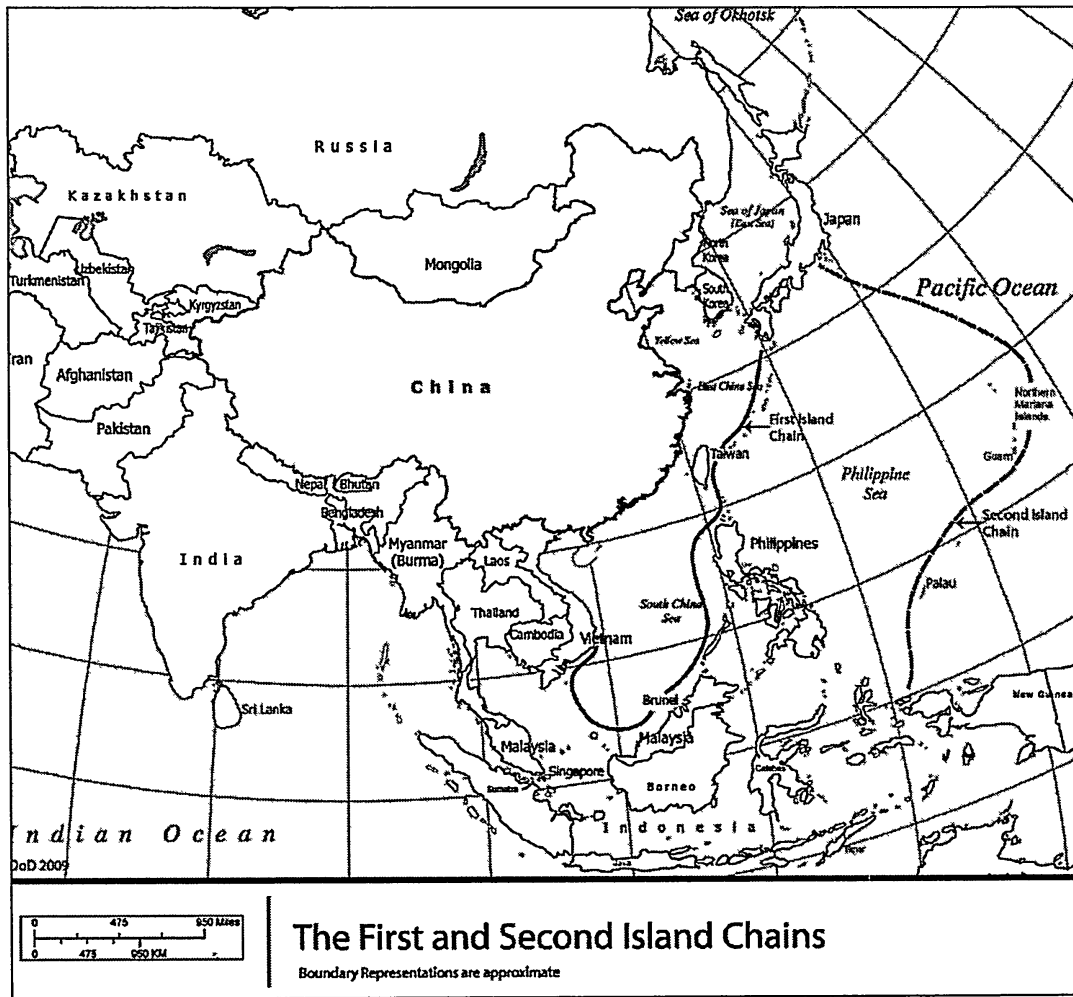 Sea of Okhotsk
Russia
Kazakhstan
Sea of Japan
(East Sea)
Japan
North
Korea
Mongolia
Uzbekistan
Turkmenistan
South
Korea
Pacific Ocean
Kyrgyzstan
Tajikistan
Yellow Sea
Iran
Afghanistan
China
East China Sea
Northern
Mariana
Islands
Pakistan
First Island
Chain
Taiwan
Guam
Philippine
Sea
Nepal
Bhutan
Bangladesh
Second Island
Chain
India
Myanmar
(Burma)
Laos
Philippines
Palau
Thailand
South China
Sea
Cambodia
Vietnam
Sri Lanka
Brunei
New Guinea
Malaysia
Malaysia
Singapore
Sumatra
Borneo
Celebes
Indian Ocean
Indonesia
Java
Timor
DoD 2009
0 475 950 Miles
0 475 950 KM
The First and Second Island Chains
Boundary Representations are approximate